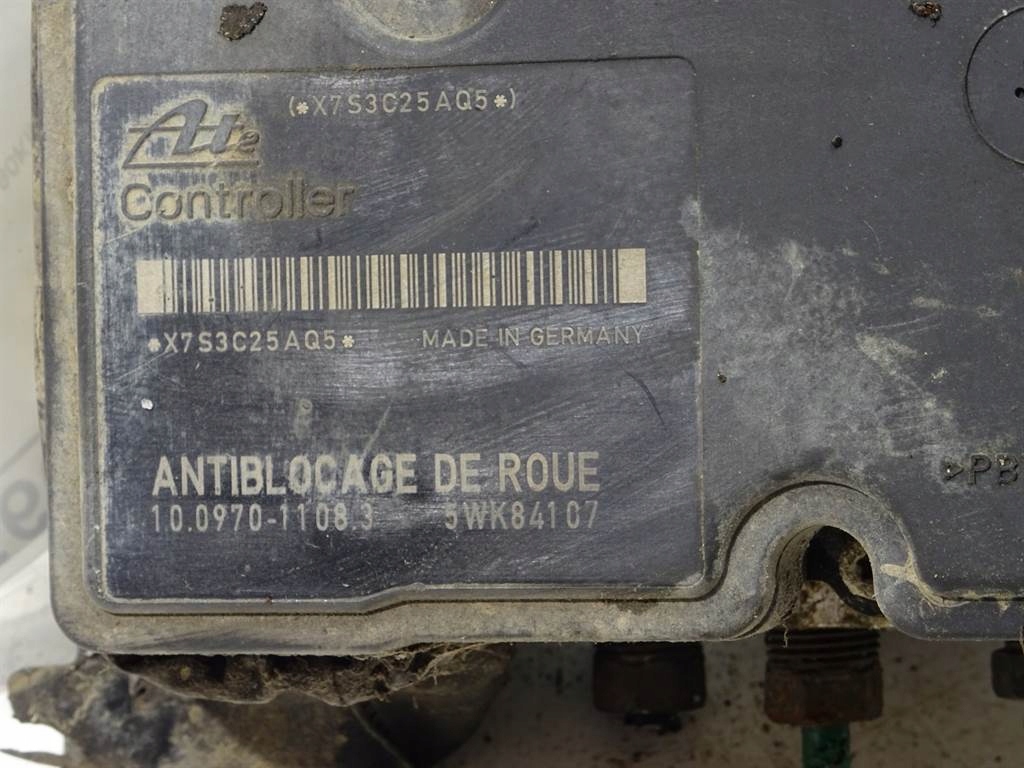 (*X7S3C25AQ5*)
Ate
Controller
*X7S3C25AQ5* MADE IN GERMANY
ANTIBLOCAGE DE ROUE
10.0970-1108.3 5WK84107
>PB